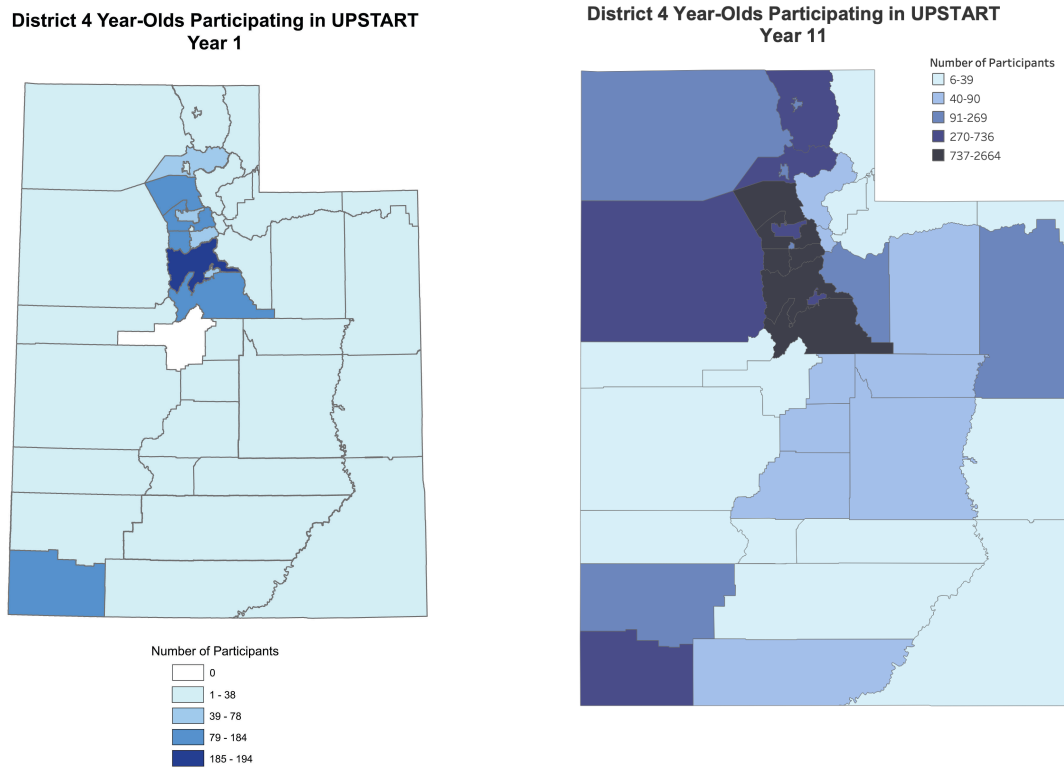 District 4 Year-Olds Participating in UPSTART
Year 1
Number of Participants
0
1 - 38
39 - 78
79 - 184
185 - 194
District 4 Year-Olds Participating in UPSTART
Year 11
Number of Participants
6-39
40-90
91-269
270-736
737-2664